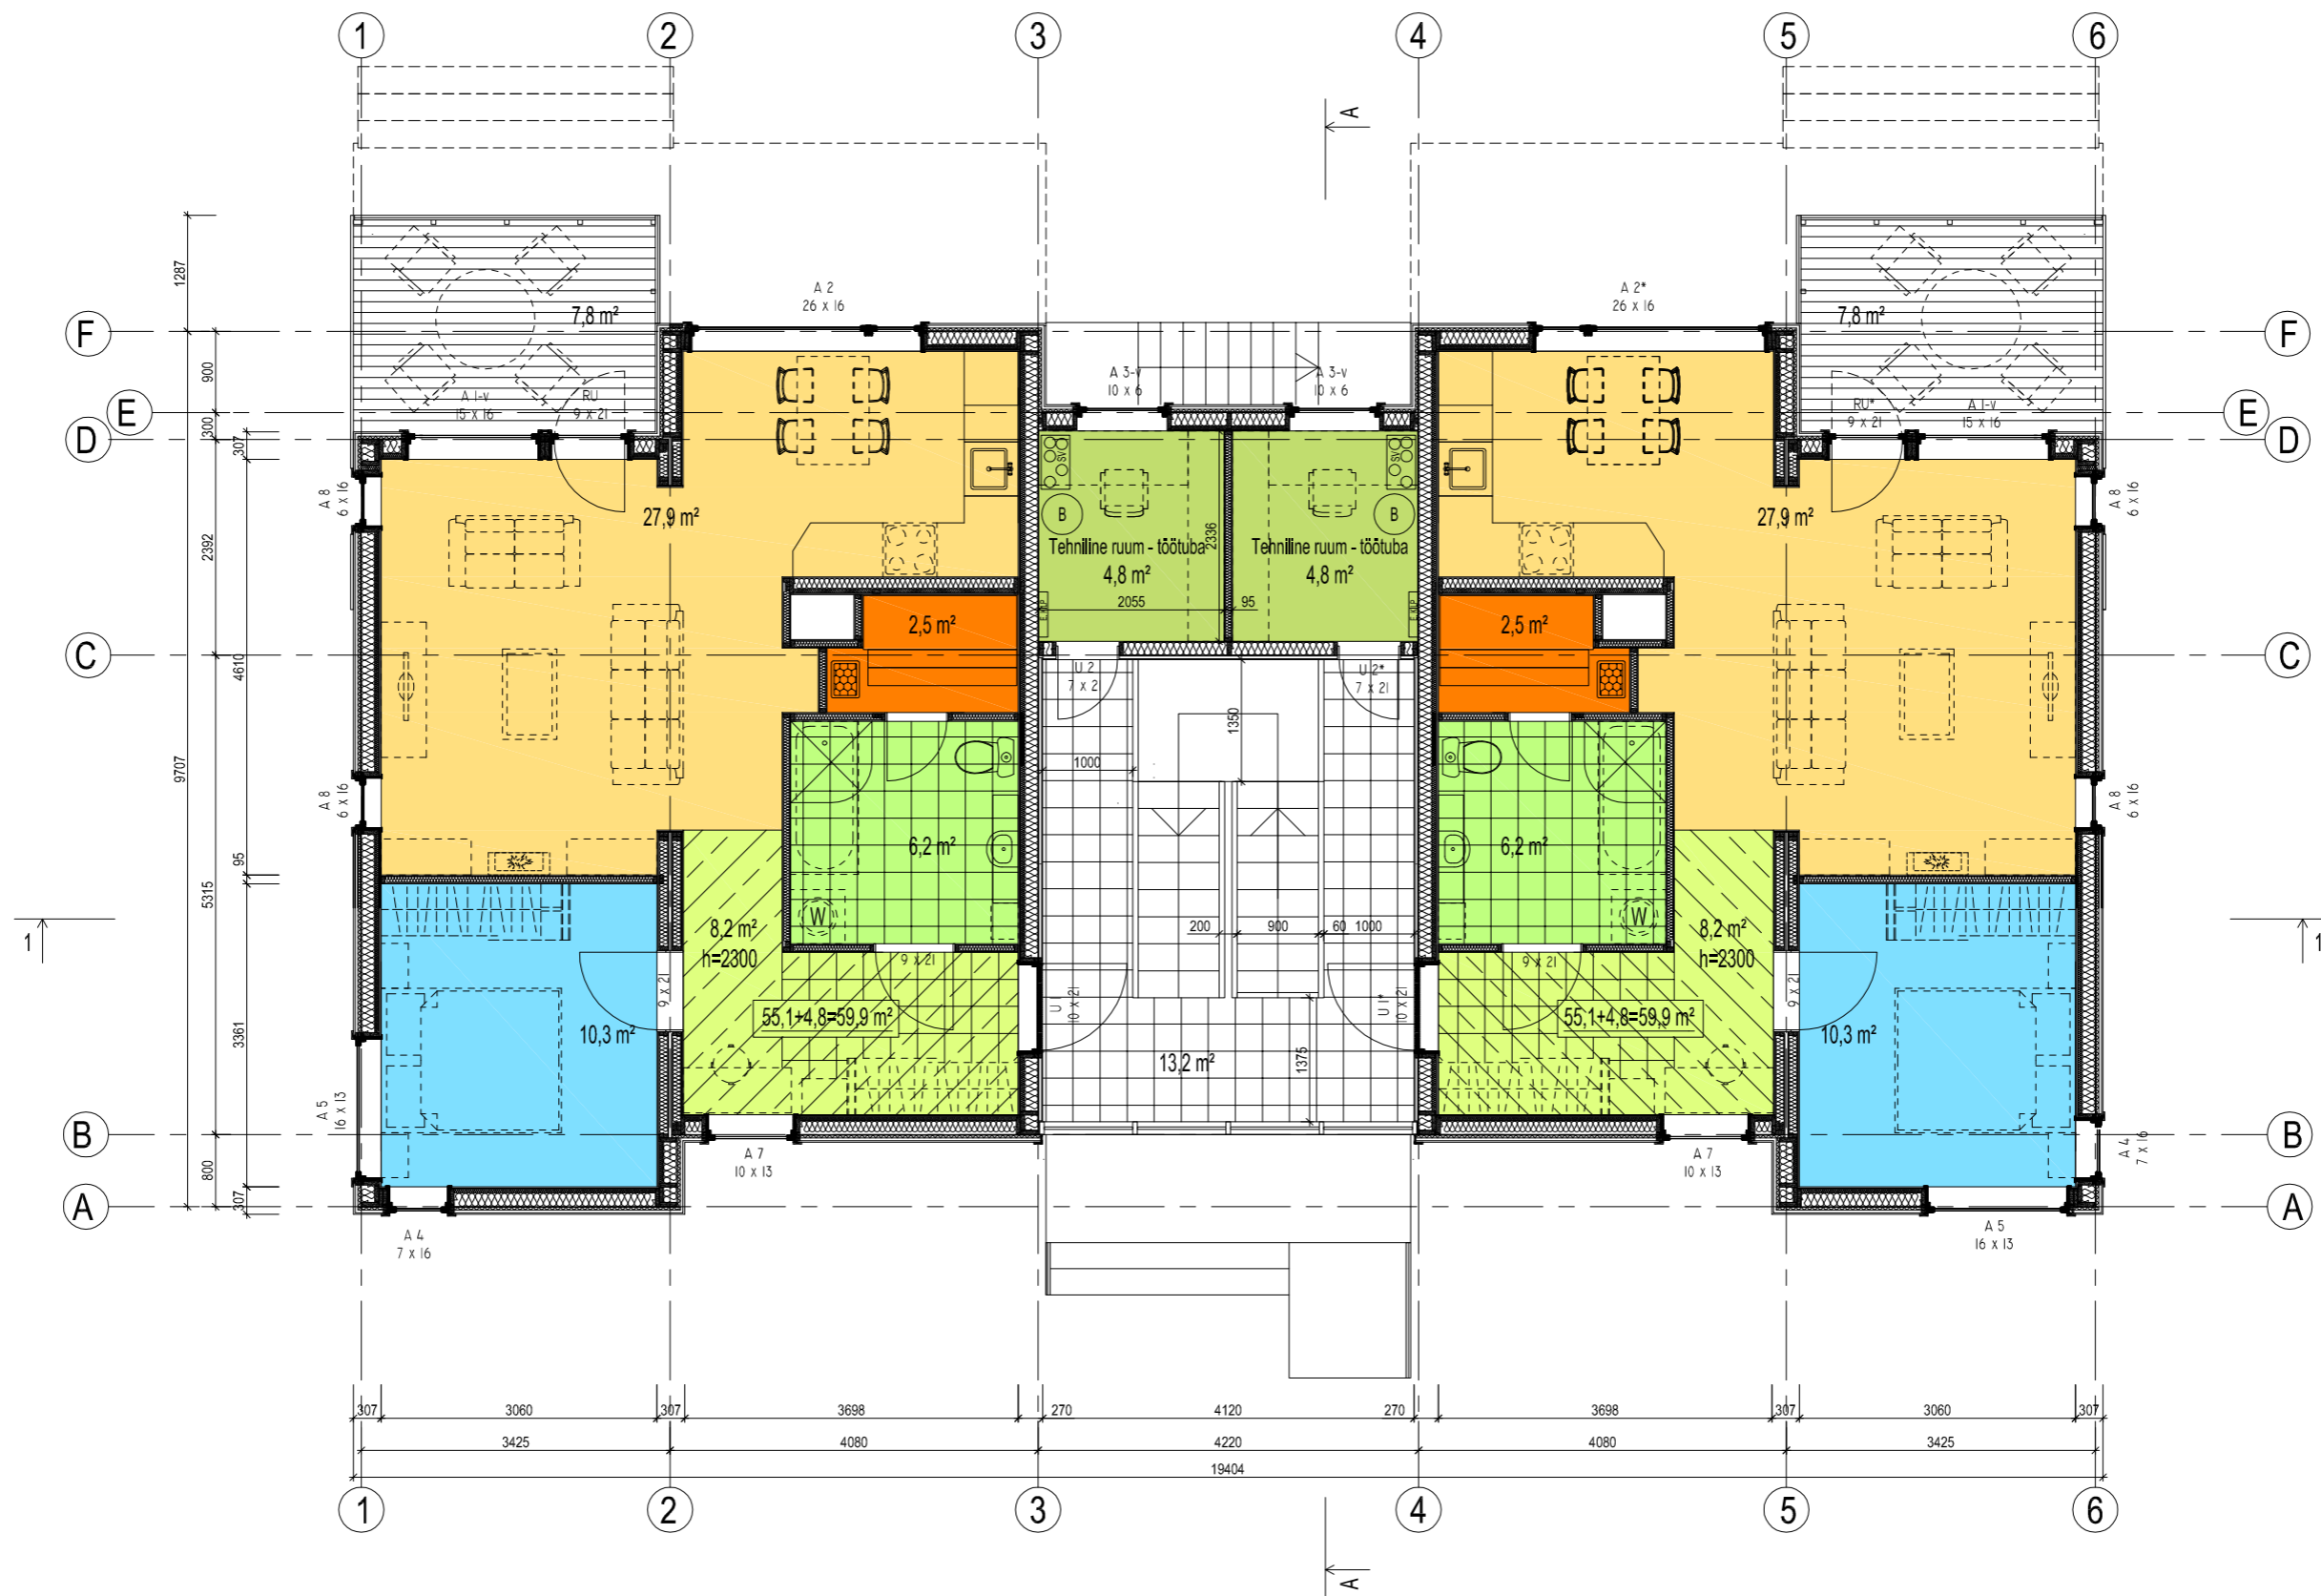 1 2 3 4 5 6
A
1287
7,8 m²
A 2
26 x 16
A 2*
26 x 16
7,8 m²
F
F
900
A 3-v
10 x 6
A 3-v
10 x 6
A 1-v
15 x 16
RU
9 x 21
RU*
9 x 21
A 1-v
15 x 16
E
E
300
307
D
D
SV
SV
A 8
6 x 16
A 8
6 x 16
27,9 m²
27,9 m²
B
B
2392
2336
Tehniline ruum - töötuba
4,8 m²
Tehniline ruum - töötuba
4,8 m²
2055
95
2,5 m²
2,5 m²
C
C
4610
U 2
7 x 2
U 2*
7 x 21
1350
1000
9707
A 8
6 x 16
A 8
6 x 16
6,2 m²
6,2 m²
95
5315
W
W
8,2 m²
h=2300
8,2 m²
h=2300
200
900
60
1000
1
1
9 x 21
9 x 21
9 x 21
9 x 21
U 1
10 x 21
U 1*
10 x 21
55,1+4,8=59,9 m²
55,1+4,8=59,9 m²
10,3 m²
10,3 m²
3361
13,2 m²
1375
A 5
16 x 13
A 4
7 x 16
B
B
A 7
10 x 13
A 7
10 x 13
800
307
A
A
A 4
7 x 16
A 5
16 x 13
307 3060 307 3698 270 4120 270 3698 307 3060 307
3425 4080 4220 4080 3425
19404
1 2 3 4 5 6
A